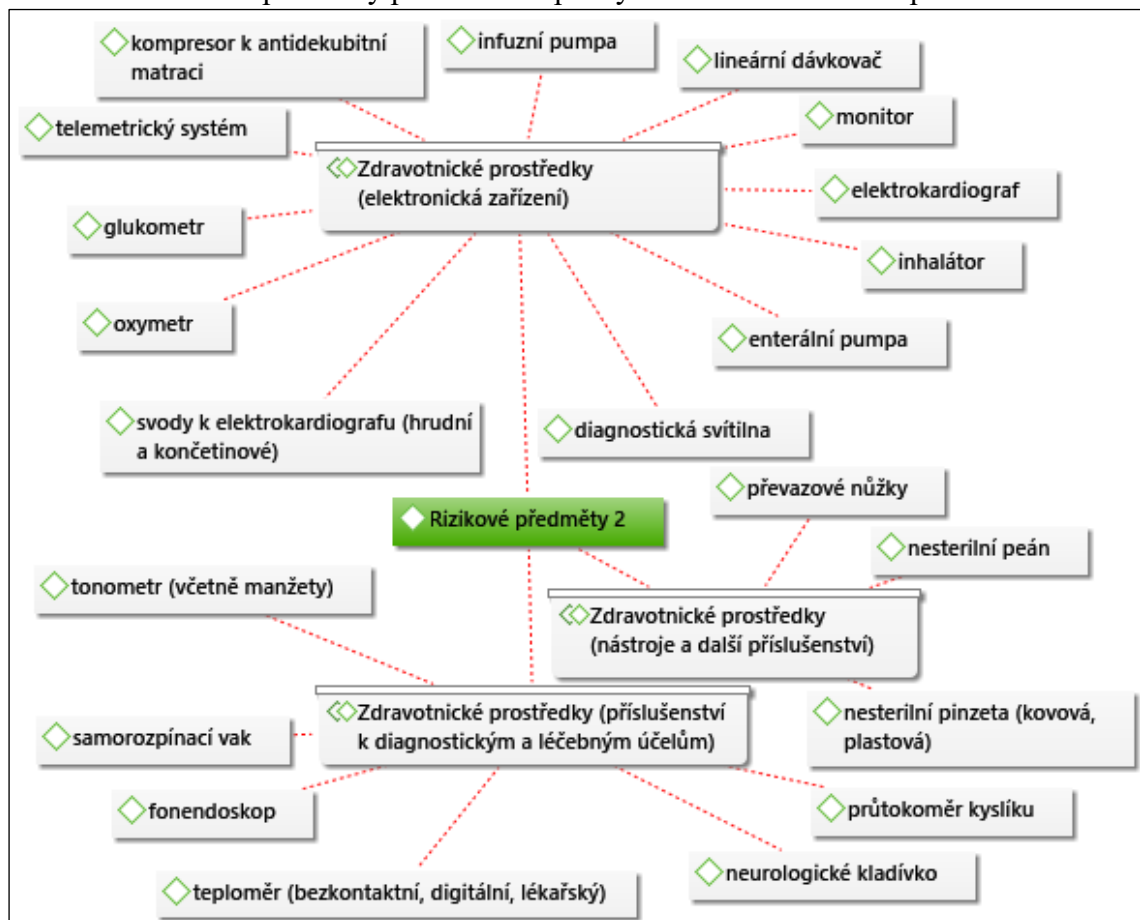 kompresor k antidekubitní
matraci
infuzní pumpa
lineární dávkovač
telemetrický systém
monitor
Zdravotnické prostředky
(elektronická zařízení)
elektrokardiograf
glukometr
inhalátor
oxymetr
enterální pumpa
svody k elektrokardiografu (hrudní
a končetinové)
diagnostická svítilna
převazové nůžky
Rizikové předměty 2
nesterilní peán
tonometr (včetně manžety)
Zdravotnické prostředky
(nástroje a další příslušenství)
Zdravotnické prostředky (příslušenství
k diagnostickým a léčebným účelům)
nesterilní pinzeta (kovová,
plastová)
samorozpínací vak
fonendoskop
průtokoměr kyslíku
neurologické kladívko
teploměr (bezkontaktní, digitální, lékařský)